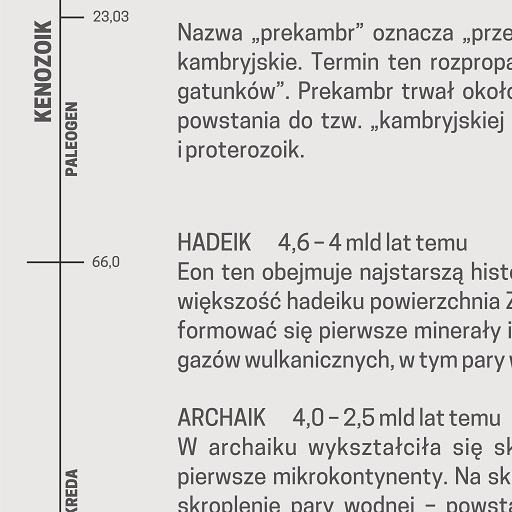 23,03
KENOZOIK
PALEOGEN
66,0
KREDA
Nazwa „prekambr” oznacza „prze
kambryjskie. Termin ten rozpropa
gatunków”. Prekambr trwał około
powstania do tzw. „kambryjskiej
i proterozoik.
HADEIK 4,6 – 4 mld lat temu
Eon ten obejmuje najstarszą histo
większość hadeiku powierzchnia Z
formować się pierwsze minerały i
gazów wulkanicznych, w tym pary w
ARCHAIK 4,0 – 2,5 mld lat temu
W archaiku wykształciła się sk
pierwsze mikrokontynenty. Na sk
skroplenie pary wodnej – powsta